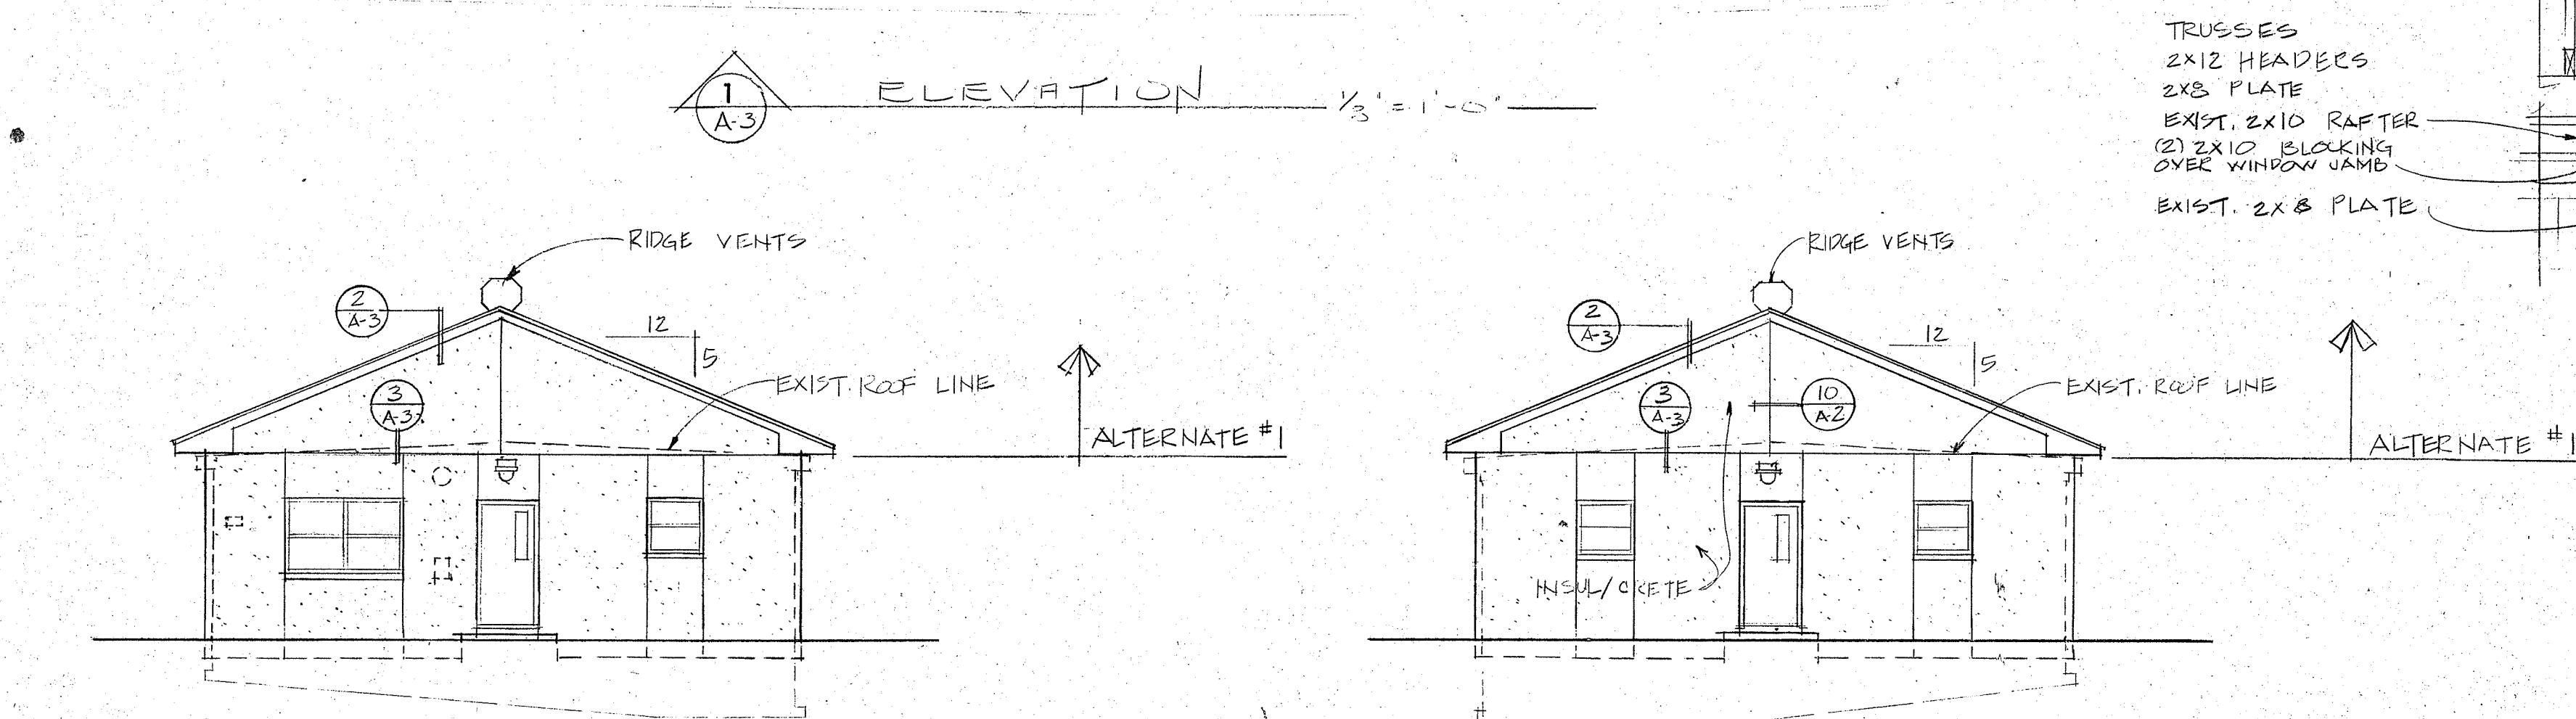 1
A-3
ELEVATION
1/3" = 1'-0"
TRUSSES
2X12 HEADERS
2X8 PLATE
EXIST. 2X10 RAFTER
(2) 2X10 BLOCKING
OVER WINDOW JAMB
EXIST. 2X8 PLATE
RIDGE VENTS
2
A-3
12
5
3
A-3
EXIST. ROOF LINE
ALTERNATE #1
RIDGE VENTS
2
A-3
12
5
3
A-3
10
A-2
EXIST. ROOF LINE
ALTERNATE #1
INSUL/CRETE